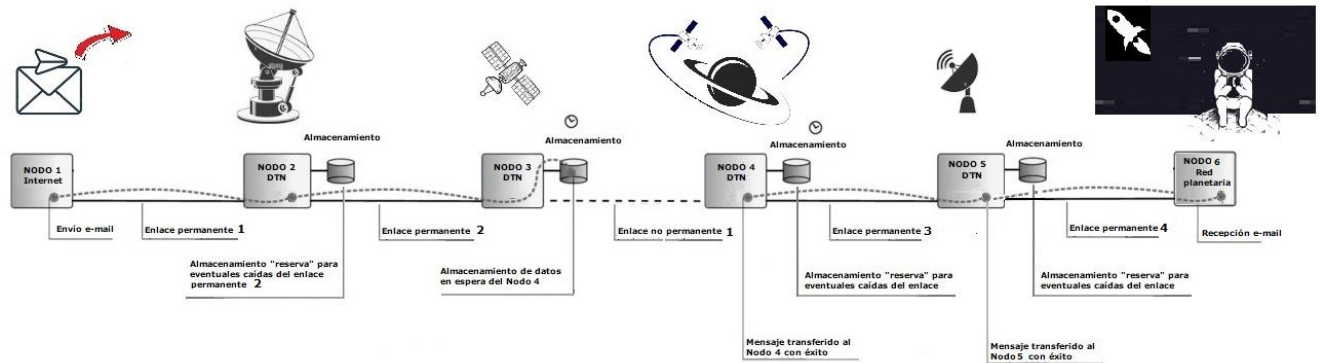 Almacenamiento
Almacenamiento
Almacenamiento
Almacenamiento
NODO 1
Internet
NODO 2
DTN
NODO 3
DTN
NODO 4
DTN
NODO 5
D'TN
NODO 6
Red
planetaria
Envío e-mail
Enlace permanente 1
Enlace permanente 2
Enlace no permanente 1
Enlace permanente 3
Enlace permanente 4
Recepción e-mail
Almacenamiento "reserva" para
eventuales caídas del enlace
permanente 2
Almacenamiento de datos
en espera del Nodo 4
Almacenamiento "reserva" para
eventuales caídas del enlace
Almacenamiento "reserva" para
eventuales caídas del enlace
Mensaje transferido al
Nodo 4 con éxito
Mensaje transferido al
Nodo 5 con éxito